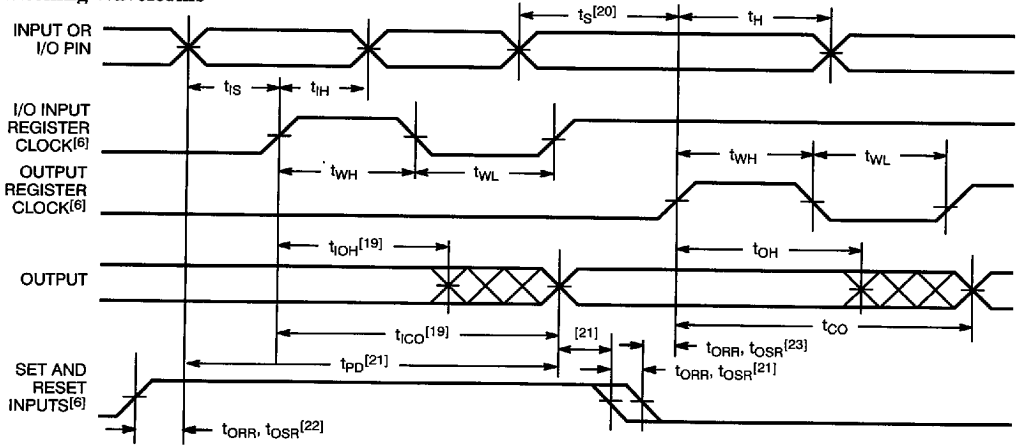 tS[20]
tH
INPUT OR
I/O PIN
tIS
tIH
I/O INPUT
REGISTER
CLOCK[6]
tWH
tWL
tWH
tWL
OUTPUT
REGISTER
CLOCK[6]
tIOH[19]
tOH
OUTPUT
tICO[19]
[21]
tCO
tORR, tOSR[23]
tPD[21]
tORR, tOSR[21]
SET AND
RESET
INPUTS[6]
tORR, tOSR[22]